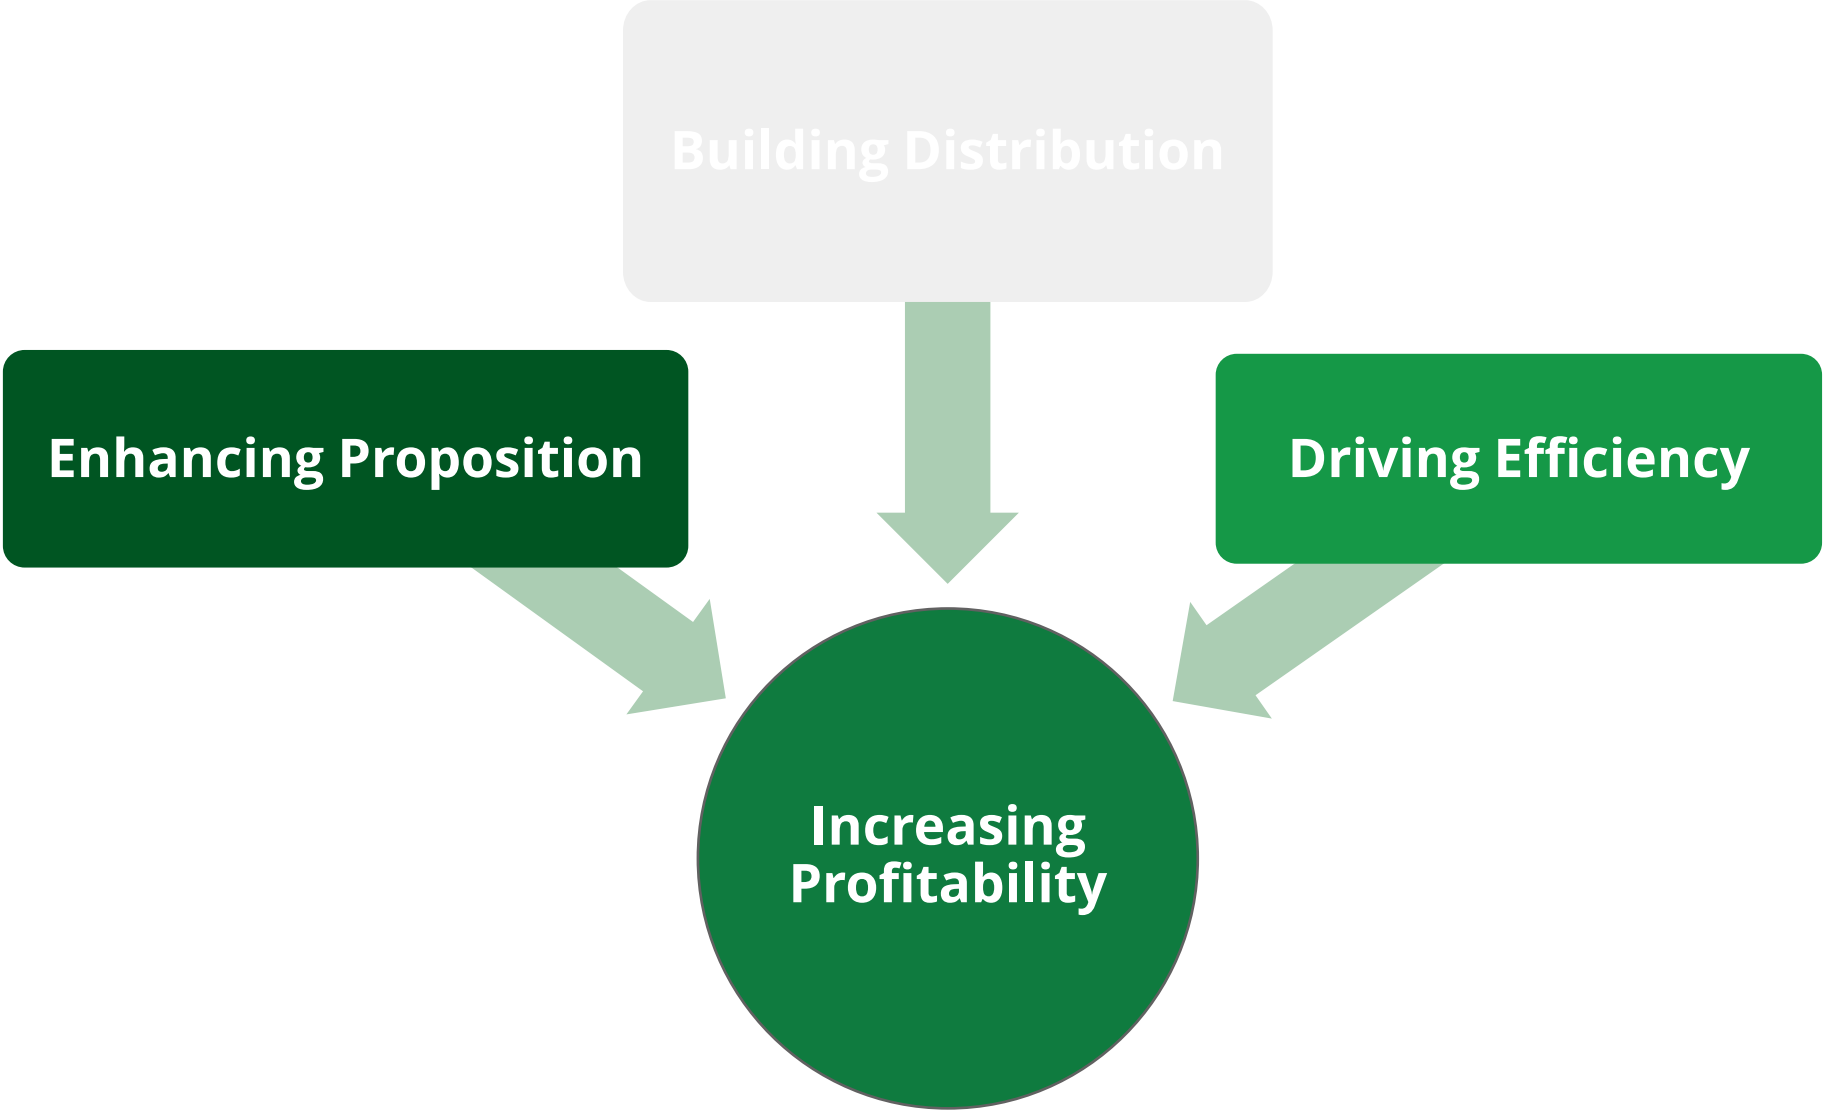 Building Distribution
Enhancing Proposition
Driving Efficiency
Increasing
Profitability